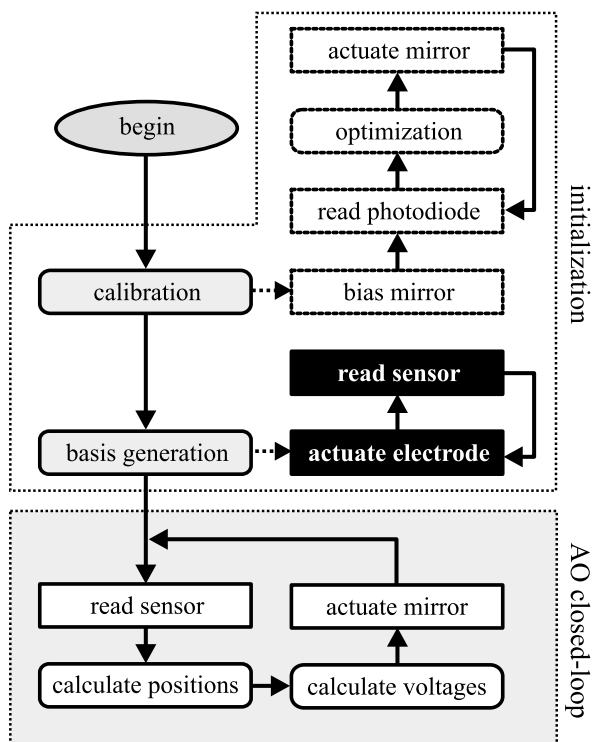 actuate mirror
begin
optimization
read photodiode
calibration
bias mirror
initialization
read sensor
basis generation
actuate electrode
read sensor
actuate mirror
calculate positions
calculate voltages
AO closed-loop